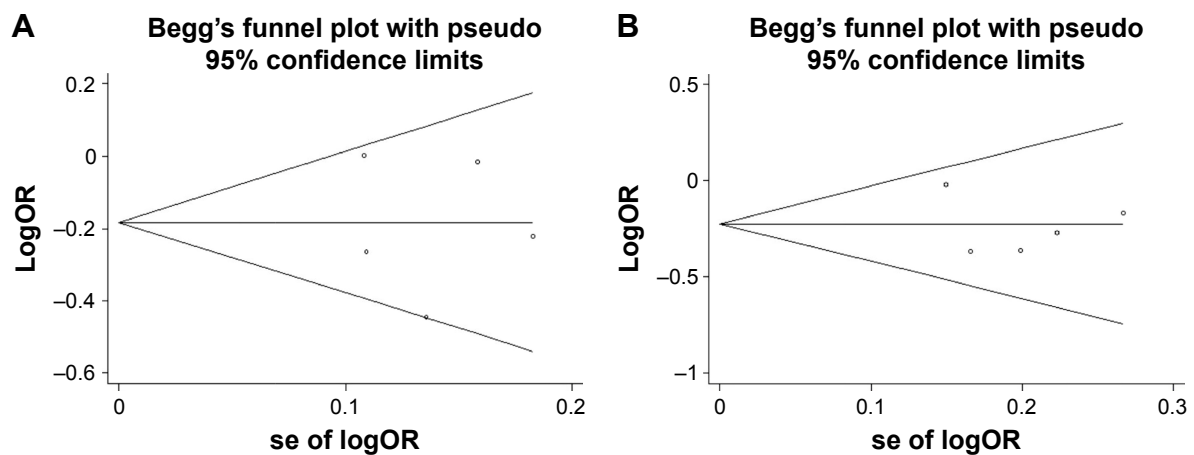 A
Begg's funnel plot with pseudo
95% confidence limits
0.2
0
–0.2
–0.4
–0.6
LogOR
0
0.1
0.2
se of logOR
B
Begg's funnel plot with pseudo
95% confidence limits
0.5
0
–0.5
–1
LogOR
0
0.1
0.2
0.3
se of logOR